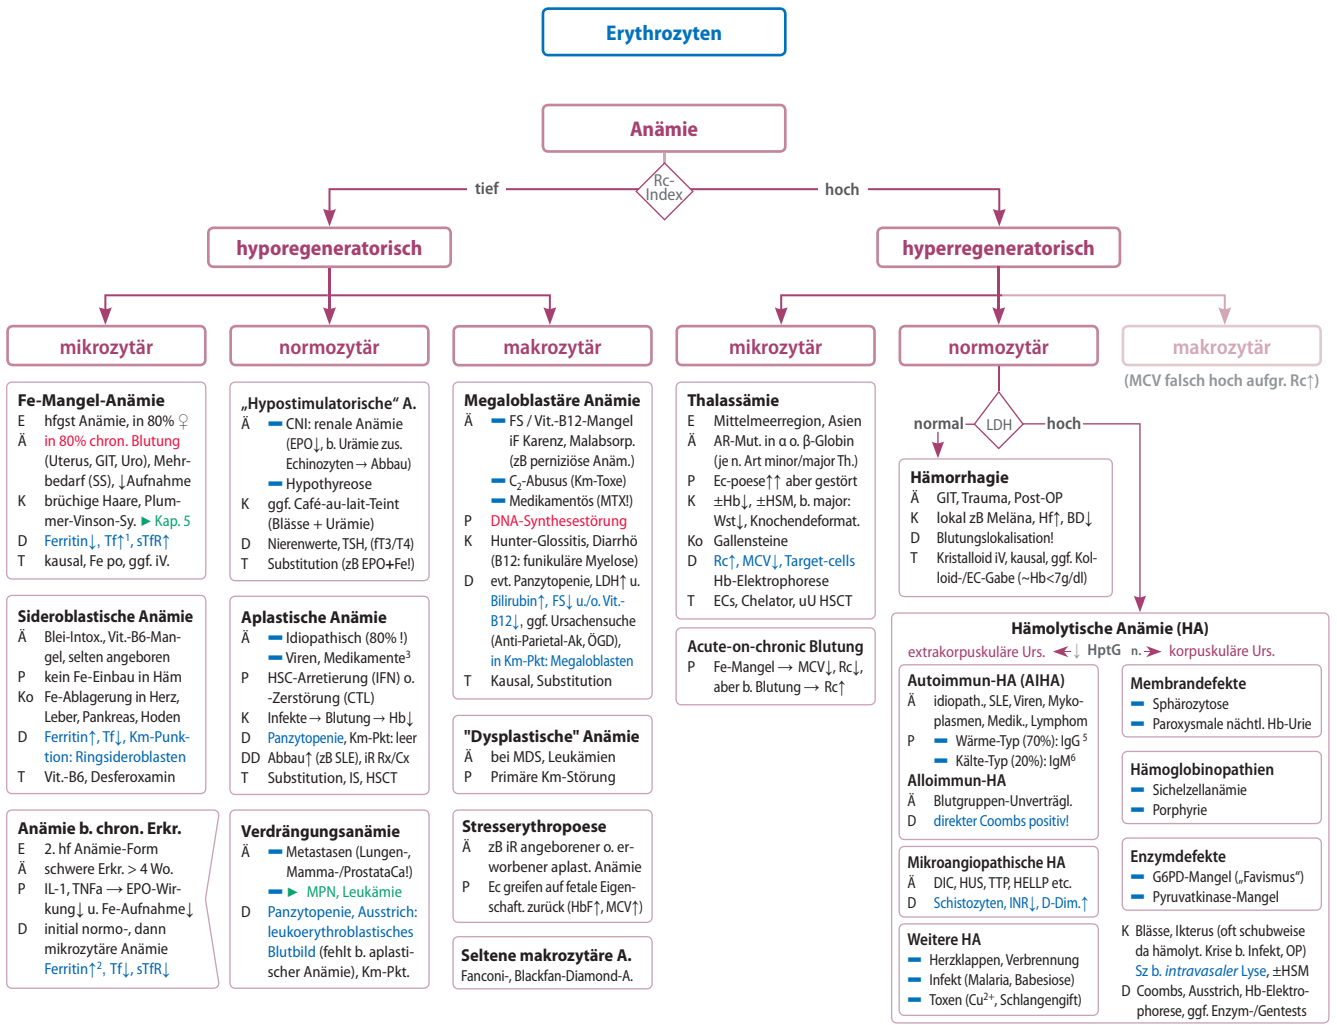 Erythrozyten
Anämie
Rc-
Index
tief
hoch
hyporegeneratorisch
hyperregeneratorisch
mikrozytär
normozytär
makrozytär
mikrozytär
normozytär
makrozytär
(MCV falsch hoch aufgr. Rc↑)
Fe-Mangel-Anämie
E hfgst Anämie, in 80% ♀
Ä in 80% chron. Blutung
(Uterus, GIT, Uro), Mehr-
bedarf (SS), ↓Aufnahme
K brüchige Haare, Plum-
mer-Vinson-Sy. ► Kap. 5
D Ferritin↓, Tf↑¹, sTfR↑
T kausal, Fe po, ggf. iV.
Sideroblastische Anämie
Ä Blei-Intox., Vit.-B6-Man-
gel, selten angeboren
P kein Fe-Einbau in Häm
Ko Fe-Ablagerung in Herz,
Leber, Pankreas, Hoden
D Ferritin↑, Tf↓, Km-Punk-
tion: Ringsideroblasten
T Vit.-B6, Desferoxamin
Anämie b. chron. Erkr.
E 2. hf Anämie-Form
Ä schwere Erkr. > 4 Wo.
P IL-1, TNFa → EPO-Wir-
kung↓ u. Fe-Aufnahme↓
D initial normo-, dann
mikrozytäre Anämie
Ferritin↑², Tf↓, sTfR↓
„Hypostimulatorische" A.
Ä CNI: renale Anämie
(EPO↓, b. Urämie zus.
Echinozyten → Abbau)
Hypothyreose
K ggf. Café-au-lait-Teint
(Blässe + Urämie)
D Nierenwerte, TSH, (fT3/T4)
T Substitution (zB EPO+Fe!)
Aplastische Anämie
Ä Idiopathisch (80% !)
Viren, Medikamente³
P HSC-Arretierung (IFN) o.
-Zerstörung (CTL)
K Infekte → Blutung → Hb↓
D Panzytopenie, Km-Pkt: leer
DD Abbau↑ (zB SLE), iR Rx/Cx
T Substitution, IS, HSCT
Verdrängungsanämie
Ä Metastasen (Lungen-,
Mamma-/ProstataCa!)
► MPN, Leukämie
D Panzytopenie, Ausstrich:
leukoerythroblastisches
Blutbild (fehlt b. aplasti-
scher Anämie), Km-Pkt.
Megaloblastäre Anämie
Ä FS / Vit.-B12-Mangel
iF Karenz, Malabsorp.
(zB perniziöse Anäm.)
C₂-Abusus (Km-Toxe)
Medikamentös (MTX!)
P DNA-Synthesestörung
K Hunter-Glossitis, Diarrhö
(B12: funikuläre Myelose)
D evt. Panzytopenie, LDH↑ u.
Bilirubin↑, FS↓ u./o. Vit.-
B12↓, ggf. Ursachensuche
(Anti-Parietal-Ak, ÖGD),
in Km-Pkt: Megaloblasten
T Kausal, Substitution
"Dysplastische" Anämie
Ä bei MDS, Leukämien
P Primäre Km-Störung
Stresserythropoese
Ä zB iR angeborener o. er-
worbener aplast. Anämie
P Ec greifen auf fetale Eigen-
schaft. zurück (HbF↑, MCV↑)
Seltene makrozytäre A.
Fanconi-, Blackfan-Diamond-A.
Thalassämie
E Mittelmeerregion, Asien
Ä AR-Mut. in α o. β-Globin
(je n. Art minor/major Th.)
P Ec-poese↑↑ aber gestört
K ±Hb↓, ±HSM, b. major:
Wst↓, Knochendeformat.
Ko Gallensteine
D Rc↑, MCV↓, Target-cells
Hb-Elektrophorese
T ECs, Chelator, uU HSCT
Acute-on-chronic Blutung
P Fe-Mangel → MCV↓, Rc↓,
aber b. Blutung → Rc↑
LDH
normal
hoch
Hämorrhagie
Ä GIT, Trauma, Post-OP
K lokal zB Meläna, Hf↑, BD↓
D Blutungslokalisation!
T Kristalloid iV, kausal, ggf. Kol-
loid-/EC-Gabe (~Hb<7g/dl)
Hämolytische Anämie (HA)
extrakorpuskuläre Urs. ↓ HptG n. korpuskuläre Urs.
Autoimmun-HA (AIHA)
Ä idiopath., SLE, Viren, Myko-
plasmen, Medik., Lymphom
P Wärme-Typ (70%): IgG ⁵
Kälte-Typ (20%): IgM⁶
Alloimmun-HA
Ä Blutgruppen-Unverträgl.
D direkter Coombs positiv!
Mikroangiopathische HA
Ä DIC, HUS, TTP, HELLP etc.
D Schistozyten, INR↓, D-Dim.↑
Weitere HA
Herzklappen, Verbrennung
Infekt (Malaria, Babesiose)
Toxen (Cu²⁺, Schlangengift)
Membrandefekte
Sphärozytose
Paroxysmale nächtl. Hb-Urie
Hämoglobinopathien
Sichelzellanämie
Porphyrie
Enzymdefekte
G6PD-Mangel („Favismus")
Pyruvatkinase-Mangel
K Blässe, Ikterus (oft schubweise
da hämolyt. Krise b. Infekt, OP)
Sz b. intravasaler Lyse, ±HSM
D Coombs, Ausstrich, Hb-Elektro-
phorese, ggf. Enzym-/Gentests